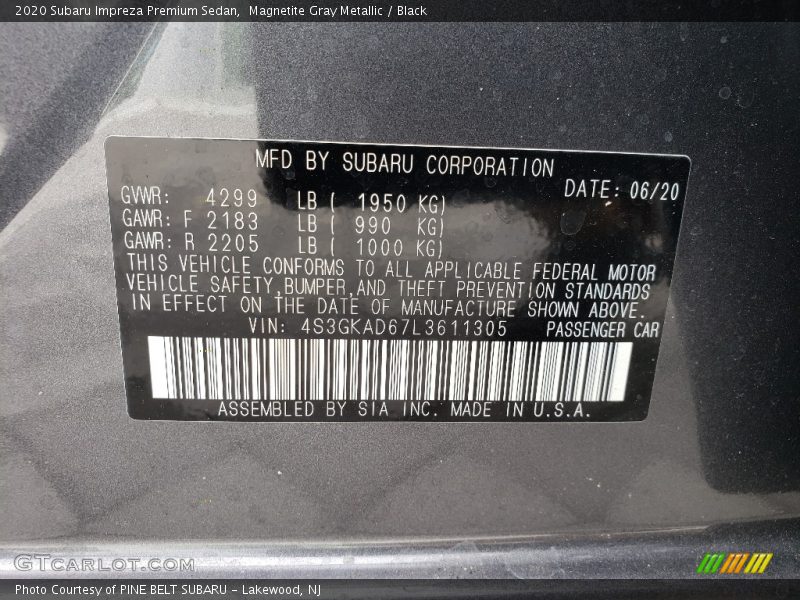 2020 Subaru Impreza Premium Sedan,  Magnetite Gray Metallic / Black
MFD BY SUBARU CORPORATION
DATE: 06/20
GVWR: 4299 LB ( 1950 KG)
GAWR: F 2183 LB ( 990 KG)
GAWR: R 2205 LB ( 1000 KG)
THIS VEHICLE CONFORMS TO ALL APPLICABLE FEDERAL MOTOR
VEHICLE SAFETY,BUMPER,AND THEFT PREVENTION STANDARDS
IN EFFECT ON THE DATE OF MANUFACTURE SHOWN ABOVE.
VIN: 4S3GKAD67L3611305 PASSENGER CAR
ASSEMBLED BY SIA INC. MADE IN U.S.A.
GTCARLOT.COM
Photo Courtesy of PINE BELT SUBARU - Lakewood, NJ